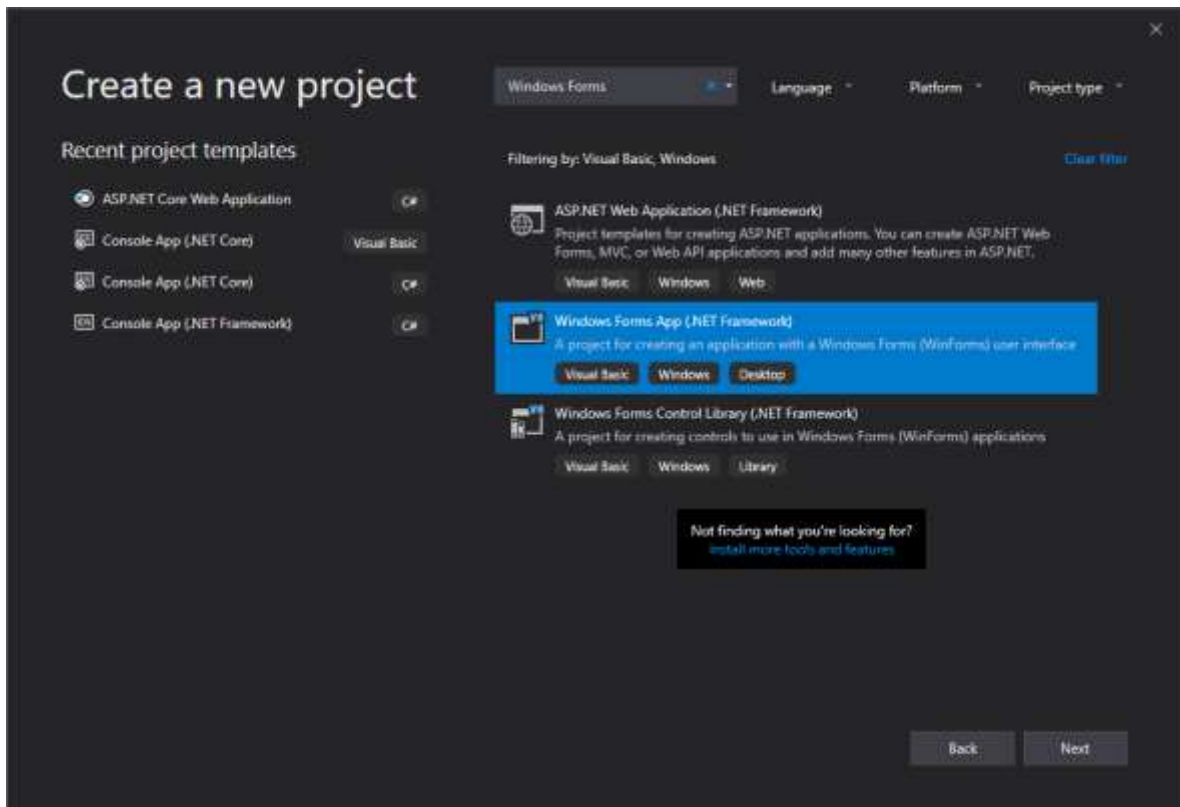 Create a new project
Windows Forms
Language
Platform
Project type
Recent project templates
ASP.NET Core Web Application
C#
Console App (.NET Core)
Visual Basic
Console App (.NET Core)
C#
Console App (.NET Framework)
C#
Filtering by: Visual Basic, Windows
Clear filter
ASP.NET Web Application (.NET Framework)
Project templates for creating ASP.NET applications. You can create ASP.NET Web
Forms, MVC, or Web API applications and add many other features in ASP.NET.
Visual Basic Windows Web
Windows Forms App (.NET Framework)
A project for creating an application with a Windows Forms (WinForms) user interface
Visual Basic Windows Desktop
Windows Forms Control Library (.NET Framework)
A project for creating controls to use in Windows Forms (WinForms) applications
Visual Basic Windows Library
Not finding what you're looking for?
Install more tools and features
Back
Next